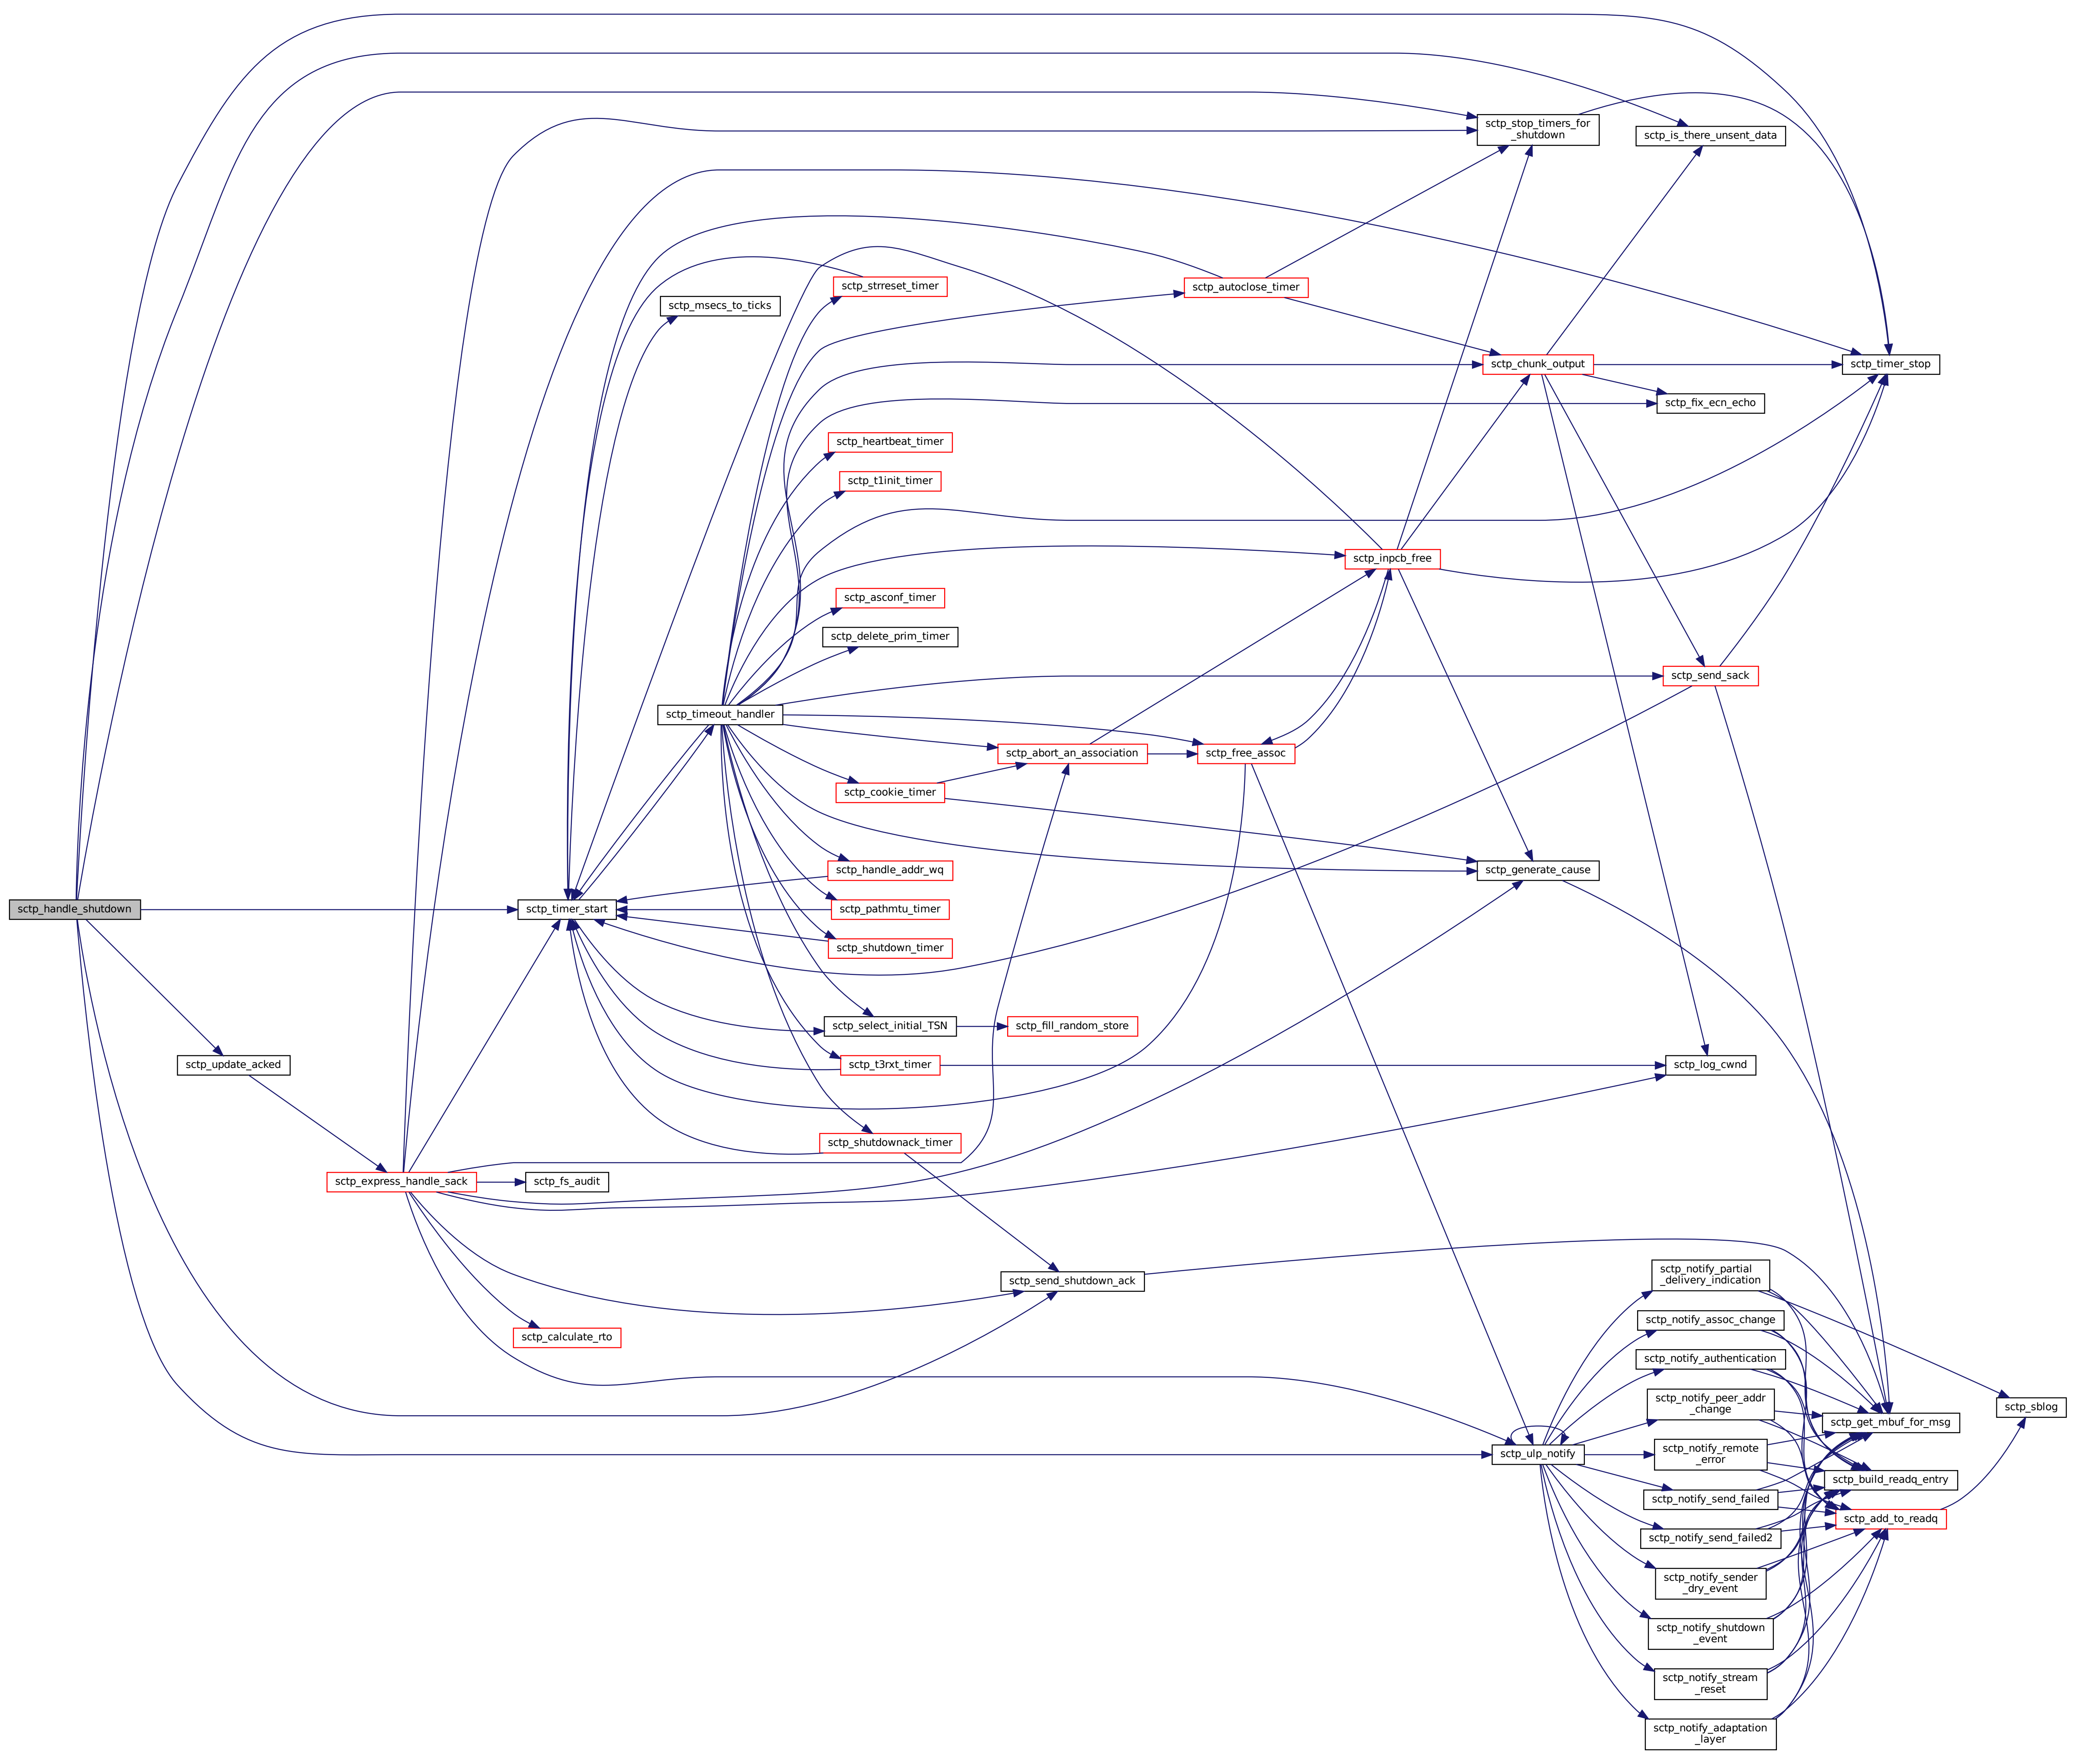 sctp_handle_shutdown
sctp_update_acked
sctp_express_handle_sack
sctp_timer_start
sctp_fs_audit
sctp_calculate_rto
sctp_msecs_to_ticks
sctp_timeout_handler
sctp_strreset_timer
sctp_heartbeat_timer
sctp_t1init_timer
sctp_asconf_timer
sctp_delete_prim_timer
sctp_cookie_timer
sctp_handle_addr_wq
sctp_pathmtu_timer
sctp_shutdown_timer
sctp_select_initial_TSN
sctp_t3rxt_timer
sctp_shutdownack_timer
sctp_abort_an_association
sctp_fill_random_store
sctp_send_shutdown_ack
sctp_autoclose_timer
sctp_free_assoc
sctp_inpcb_free
sctp_stop_timers_for
_shutdown
sctp_chunk_output
sctp_generate_cause
sctp_ulp_notify
sctp_is_there_unsent_data
sctp_fix_ecn_echo
sctp_send_sack
sctp_log_cwnd
sctp_notify_partial
_delivery_indication
sctp_notify_assoc_change
sctp_notify_authentication
sctp_notify_peer_addr
_change
sctp_notify_remote
_error
sctp_notify_send_failed
sctp_notify_send_failed2
sctp_notify_sender
_dry_event
sctp_notify_shutdown
_event
sctp_notify_stream
_reset
sctp_notify_adaptation
_layer
sctp_timer_stop
sctp_get_mbuf_for_msg
sctp_build_readq_entry
sctp_add_to_readq
sctp_sblog